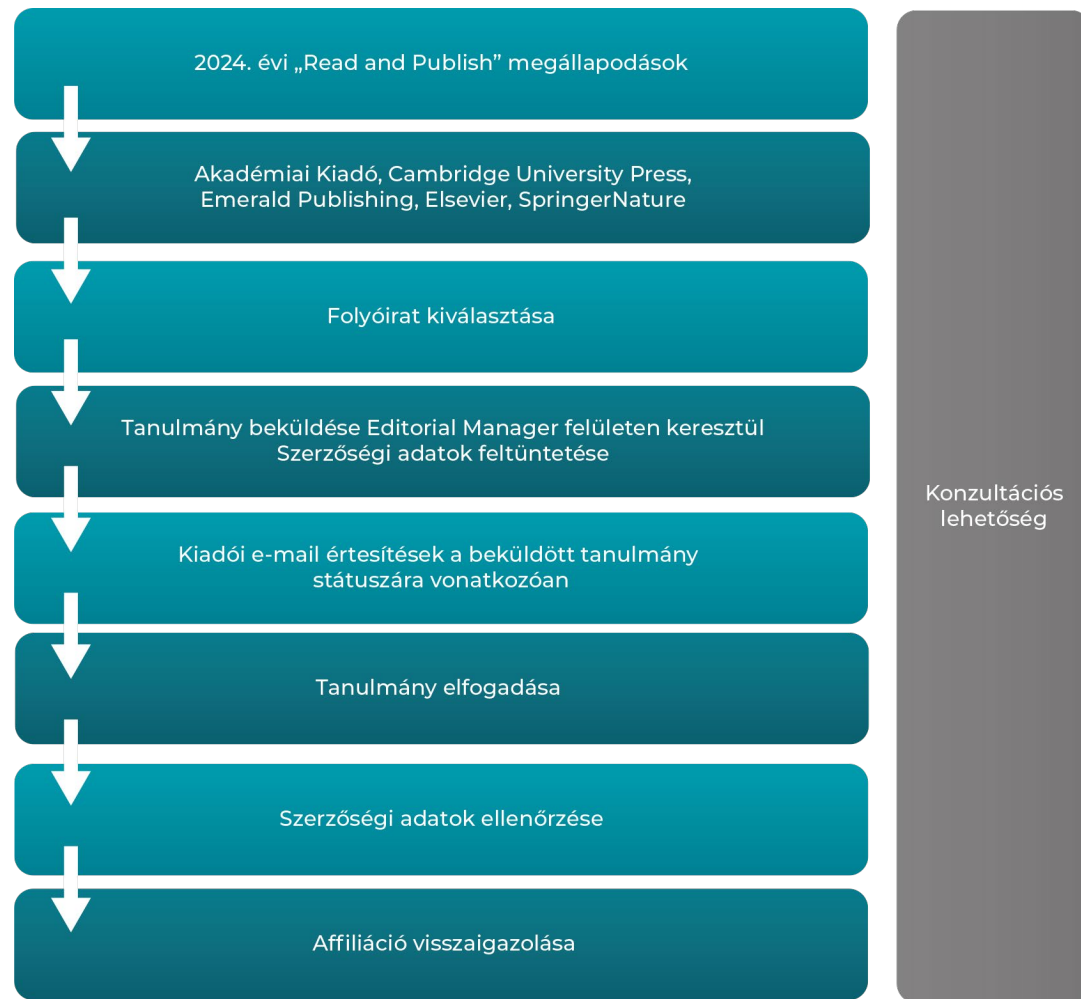 2024. évi „Read and Publish” megállapodások
Akadémiai Kiadó, Cambridge University Press,
Emerald Publishing, Elsevier, SpringerNature
Folyóirat kiválasztása
Tanulmány beküldése Editorial Manager felületen keresztül
Szerzőségi adatok feltüntetése
Kiadói e-mail értesítések a beküldött tanulmány
státuszára vonatkozóan
Tanulmány elfogadása
Szerzőségi adatok ellenőrzése
Affiliáció visszaigazolása
Konzultációs
lehetőség